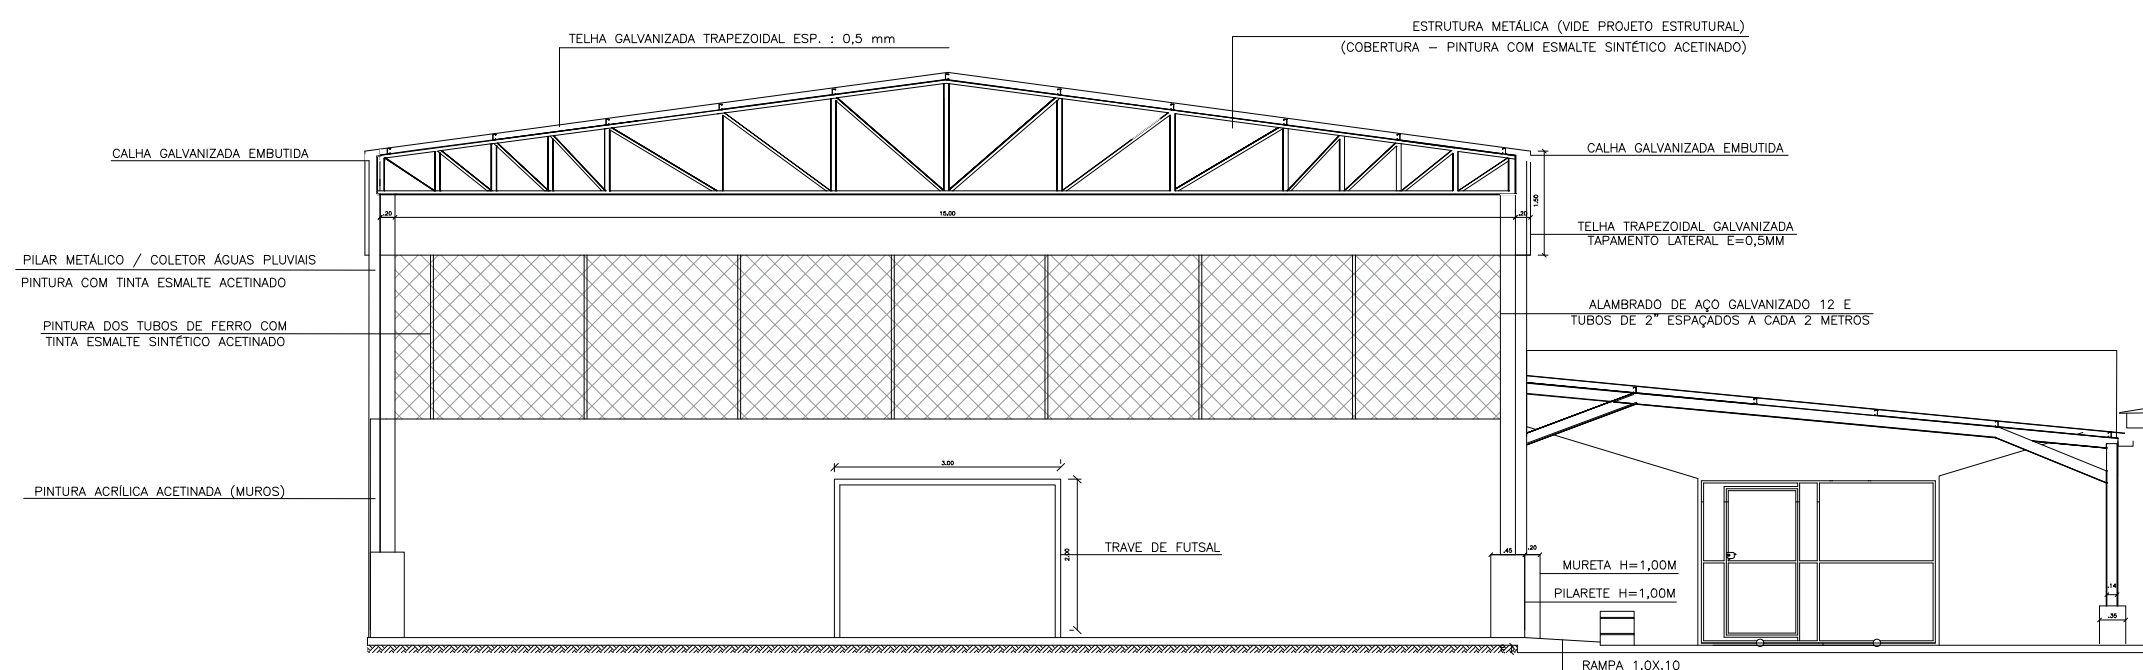 ESTRUTURA METÁLICA (VIDE PROJETO ESTRUTURAL)
(COBERTURA – PINTURA COM ESMALTE SINTÉTICO ACETINADO)
TELHA GALVANIZADA TRAPEZOIDAL ESP. : 0,5 mm
CALHA GALVANIZADA EMBUTIDA
CALHA GALVANIZADA EMBUTIDA
1.50
.20
15.00
.20
TELHA TRAPEZOIDAL GALVANIZADA
TAPAMENTO LATERAL E=0,5MM
PILAR METÁLICO / COLETOR ÁGUAS PLUVIAIS
PINTURA COM TINTA ESMALTE ACETINADO
ALAMBRADO DE AÇO GALVANIZADO 12 E
TUBOS DE 2" ESPAÇADOS A CADA 2 METROS
PINTURA DOS TUBOS DE FERRO COM
TINTA ESMALTE SINTÉTICO ACETINADO
3.00
PINTURA ACRÍLICA ACETINADA (MUROS)
TRAVE DE FUTSAL
2.00
.45
.20
MURETA H=1,00M
PILARETE H=1,00M
.14
.35
RAMPA 1.0X.10